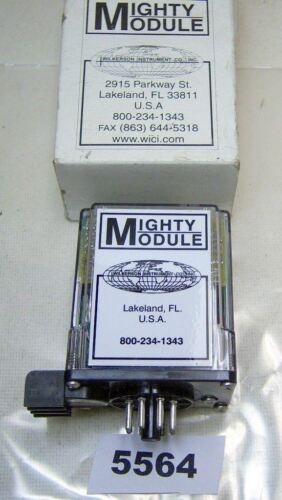 MIGHTY
MODULE
WILKERSON INSTRUMENT CO., INC.
2915 Parkway St.
Lakeland, FL 33811
U.S.A
800-234-1343
FAX (863) 644-5318
www.wici.com
MIGHTY
MODULE
WILKERSON INSTRUMENT CO., INC.
Lakeland, FL.
U.S.A.
800-234-1343
5564